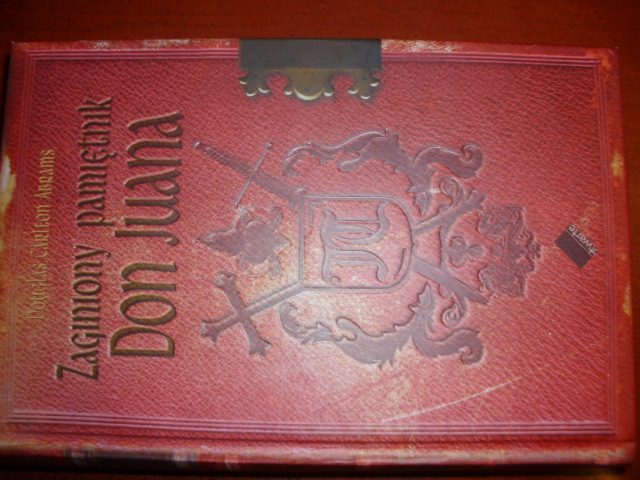 Douglas Carlton Abrams
Zaginiony pamiętnik
Don Juana